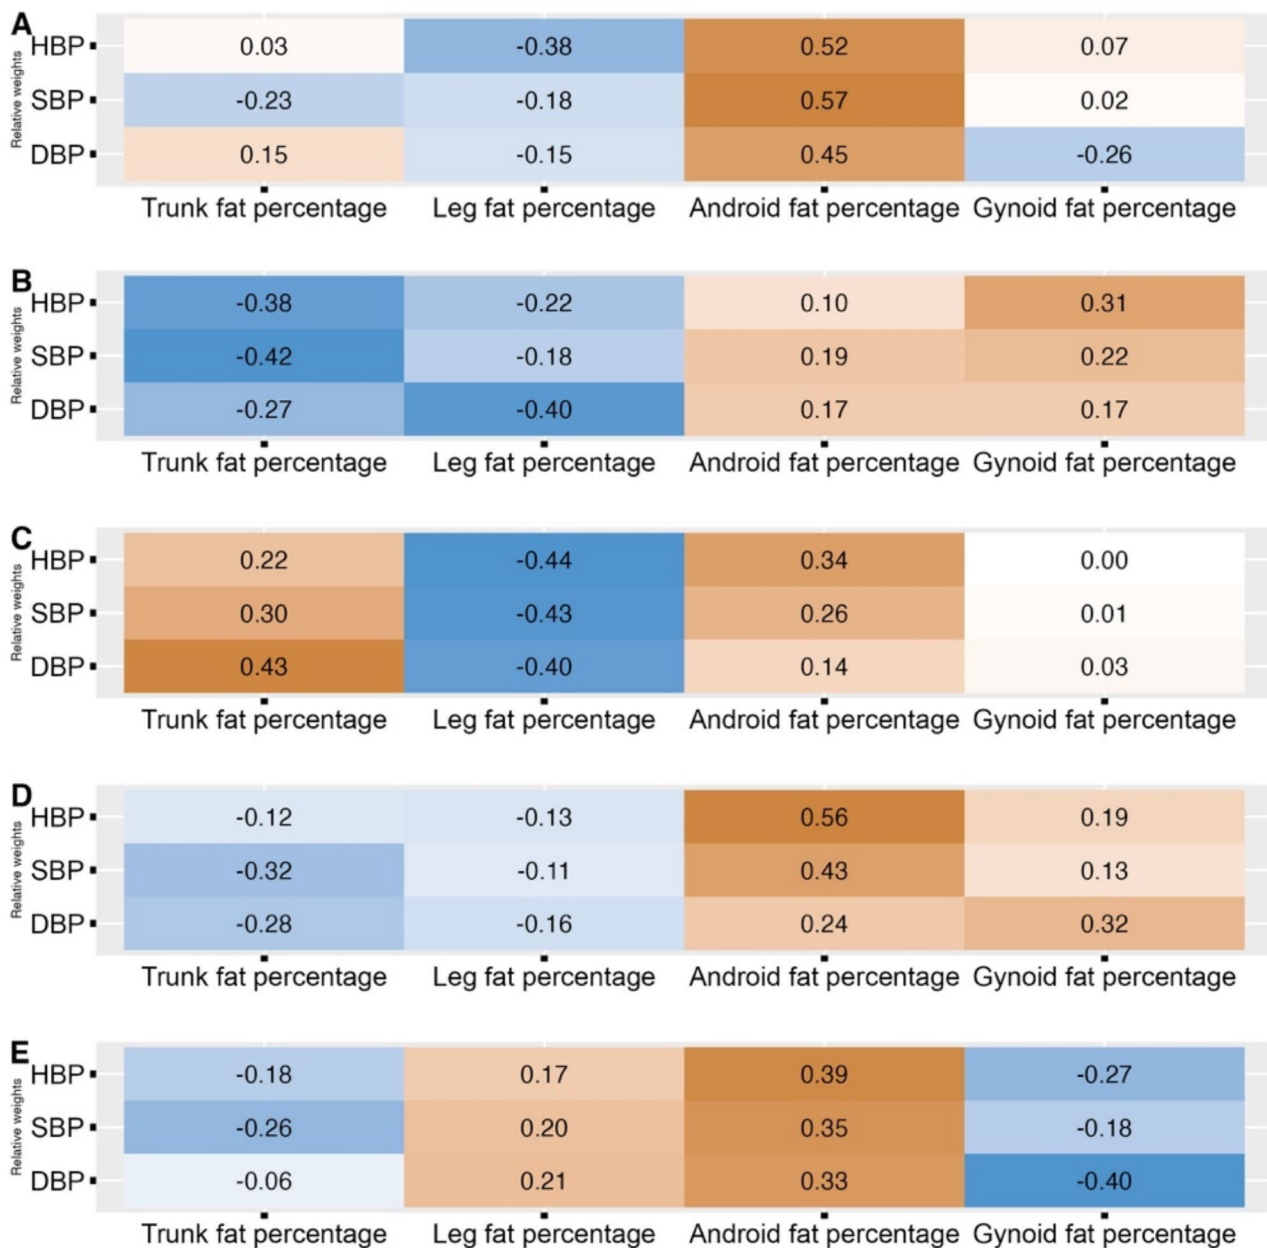 A
Relative weights
HBP 0.03 -0.38 0.52 0.07
SBP -0.23 -0.18 0.57 0.02
DBP 0.15 -0.15 0.45 -0.26
Trunk fat percentage Leg fat percentage Android fat percentage Gynoid fat percentage
B
Relative weights
HBP -0.38 -0.22 0.10 0.31
SBP -0.42 -0.18 0.19 0.22
DBP -0.27 -0.40 0.17 0.17
Trunk fat percentage Leg fat percentage Android fat percentage Gynoid fat percentage
C
Relative weights
HBP 0.22 -0.44 0.34 0.00
SBP 0.30 -0.43 0.26 0.01
DBP 0.43 -0.40 0.14 0.03
Trunk fat percentage Leg fat percentage Android fat percentage Gynoid fat percentage
D
Relative weights
HBP -0.12 -0.13 0.56 0.19
SBP -0.32 -0.11 0.43 0.13
DBP -0.28 -0.16 0.24 0.32
Trunk fat percentage Leg fat percentage Android fat percentage Gynoid fat percentage
E
Relative weights
HBP -0.18 0.17 0.39 -0.27
SBP -0.26 0.20 0.35 -0.18
DBP -0.06 0.21 0.33 -0.40
Trunk fat percentage Leg fat percentage Android fat percentage Gynoid fat percentage